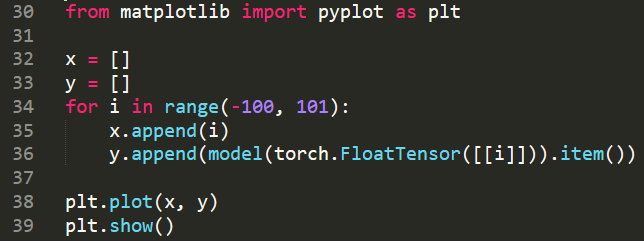 30 from matplotlib import pyplot as plt
31
32 x = []
33 y = []
34 for i in range(-100, 101):
35     x.append(i)
36     y.append(model(torch.FloatTensor([[i]])).item())
37
38 plt.plot(x, y)
39 plt.show()